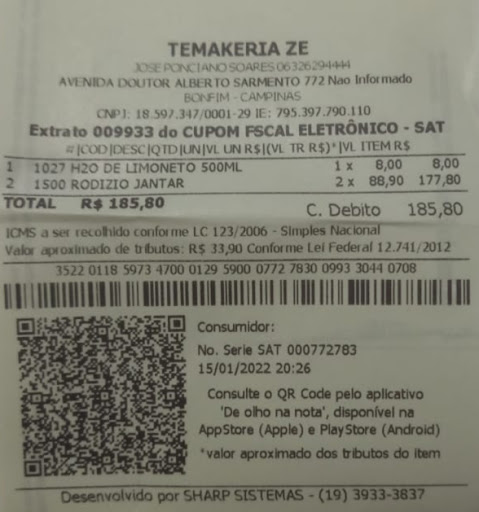 TEMAKERIA ZE
JOSE PONCIANO SOARES 06326294444
AVENIDA DOUTOR ALBERTO SARMENTO 772 Nao Informado
BONFIM - CAMPINAS
CNPJ: 18.597.347/0001-29 IE: 795.397.790.110
Extrato 009933 do CUPOM FSCAL ELETRÔNICO - SAT
#|COD|DESC|QTD|UN|VL UN R$|(VL TR R$)*|VL ITEM R$
1 1027 H2O DE LIMONETO 500ML 1 x 8,00 8,00
2 1500 RODIZIO JANTAR 2 x 88,90 177,80
TOTAL R$ 185,80
C. Debito 185,80
ICMS a ser recolhido conforme LC 123/2006 - Simples Nacional
Valor aproximado de tributos: R$ 33,90 Conforme Lei Federal 12.741/2012
3522 0118 5973 4700 0129 5900 0772 7830 0993 3044 0708
Consumidor:
No. Serie SAT 000772783
15/01/2022 20:26
Consulte o QR Code pelo aplicativo
'De olho na nota', disponível na
AppStore (Apple) e PlayStore (Android)
*valor aproximado dos tributos do item
Desenvolvido por SHARP SISTEMAS - (19) 3933-3837